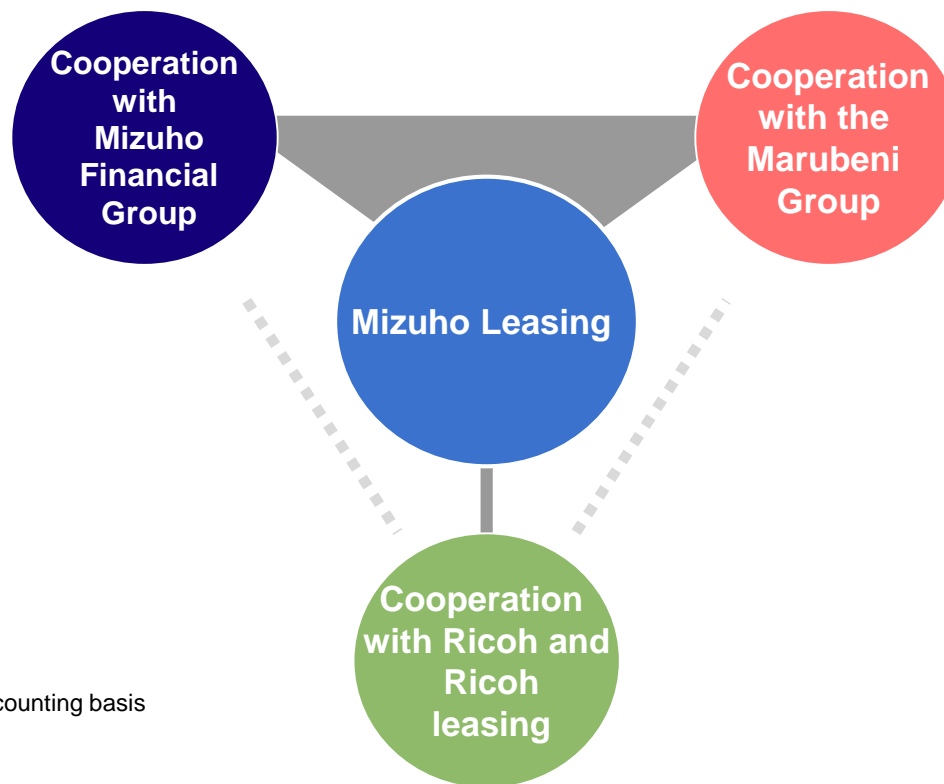 Cooperation
with
Mizuho
Financial
Group
Cooperation
with the
Marubeni
Group
Mizuho Leasing
Cooperation
with Ricoh and
Ricoh
leasing
counting basis